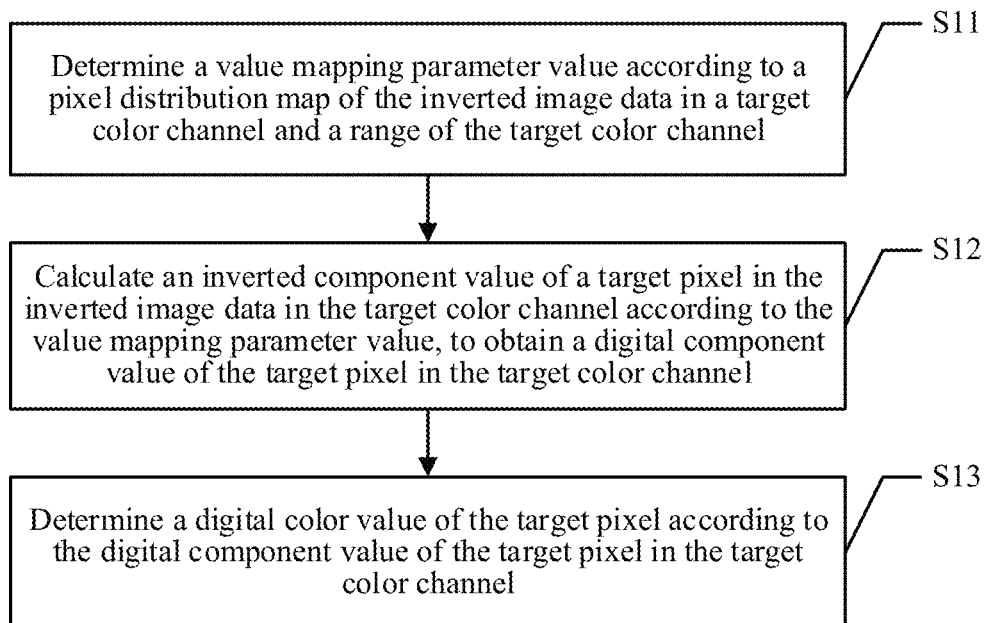 S11
Determine a value mapping parameter value according to a
pixel distribution map of the inverted image data in a target
color channel and a range of the target color channel
S12
Calculate an inverted component value of a target pixel in the
inverted image data in the target color channel according to the
value mapping parameter value, to obtain a digital component
value of the target pixel in the target color channel
S13
Determine a digital color value of the target pixel according to
the digital component value of the target pixel in the target
color channel